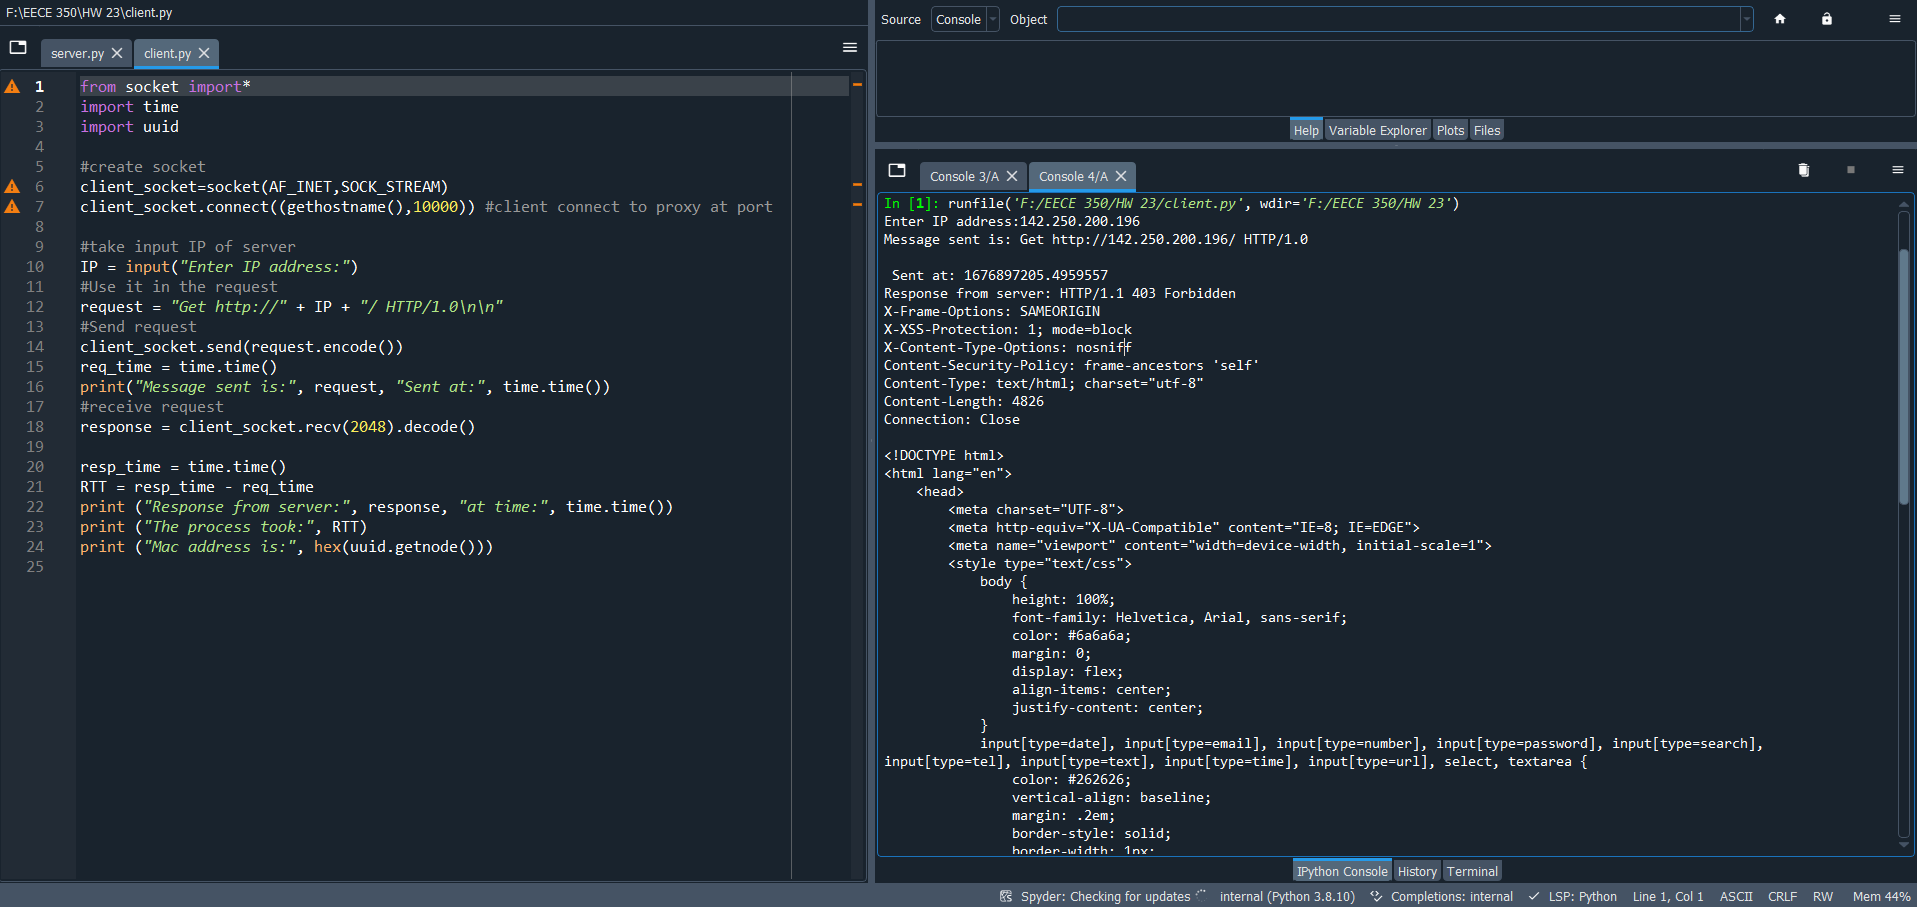 F:\EECE 350\HW 23\client.py
server.py
client.py
1 from socket import*
2 import time
3 import uuid
4
5 #create socket
6 client_socket=socket(AF_INET,SOCK_STREAM)
7 client_socket.connect((gethostname(),10000)) #client connect to proxy at port
8
9 #take input IP of server
10 IP = input("Enter IP address:")
11 #Use it in the request
12 request = "Get http://" + IP + "/ HTTP/1.0\n\n"
13 #Send request
14 client_socket.send(request.encode())
15 req_time = time.time()
16 print("Message sent is:", request, "Sent at:", time.time())
17 #receive request
18 response = client_socket.recv(2048).decode()
19
20 resp_time = time.time()
21 RTT = resp_time - req_time
22 print ("Response from server:", response, "at time:", time.time())
23 print ("The process took:", RTT)
24 print ("Mac address is:", hex(uuid.getnode()))
25
Source Console Object
Help Variable Explorer Plots Files
Console 3/A Console 4/A
In [1]: runfile('F:/EECE 350/HW 23/client.py', wdir='F:/EECE 350/HW 23')
Enter IP address:142.250.200.196
Message sent is: Get http://142.250.200.196/ HTTP/1.0
Sent at: 1676897205.4959557
Response from server: HTTP/1.1 403 Forbidden
X-Frame-Options: SAMEORIGIN
X-XSS-Protection: 1; mode=block
X-Content-Type-Options: nosniff
Content-Security-Policy: frame-ancestors 'self'
Content-Type: text/html; charset="utf-8"
Content-Length: 4826
Connection: Close
<!DOCTYPE html>
<html lang="en">
<head>
<meta charset="UTF-8">
<meta http-equiv="X-UA-Compatible" content="IE=8; IE=EDGE">
<meta name="viewport" content="width=device-width, initial-scale=1">
<style type="text/css">
body {
height: 100%;
font-family: Helvetica, Arial, sans-serif;
color: #6a6a6a;
margin: 0;
display: flex;
align-items: center;
justify-content: center;
}
input[type=date], input[type=email], input[type=number], input[type=password], input[type=search],
input[type=tel], input[type=text], input[type=time], input[type=url], select, textarea {
color: #262626;
vertical-align: baseline;
margin: .2em;
border-style: solid;
border-width: 1px;
IPython Console History Terminal
Spyder: Checking for updates internal (Python 3.8.10) Completions: internal LSP: Python Line 1, Col 1 ASCII CRLF RW Mem 44%